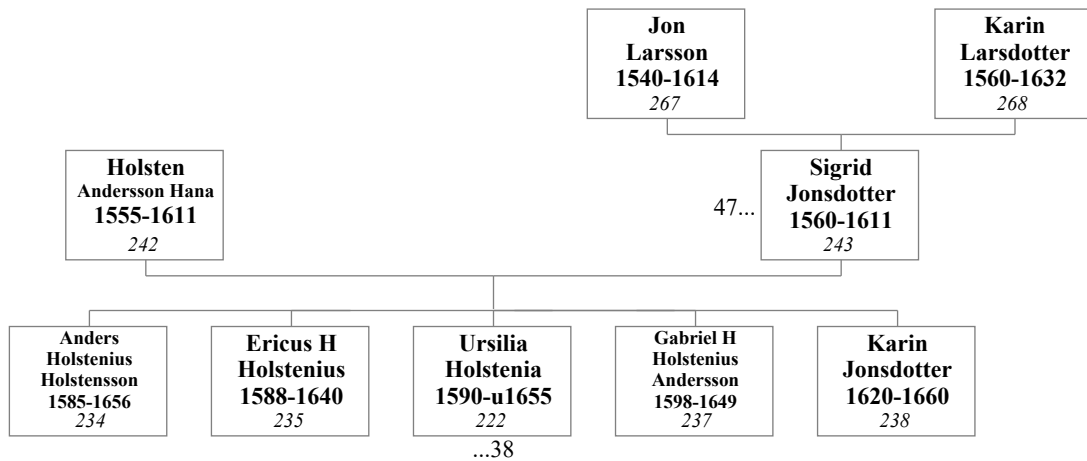 Jon
Larsson
1540-1614
267
Karin
Larsdotter
1560-1632
268
Holsten
Andersson Hana
1555-1611
242
47...
Sigrid
Jonsdotter
1560-1611
243
Anders
Holstenius
Holstensson
1585-1656
234
Ericus H
Holstenius
1588-1640
235
Ursilia
Holstenia
1590-u1655
222
Gabriel H
Holstenius
Andersson
1598-1649
237
Karin
Jonsdotter
1620-1660
238
...38